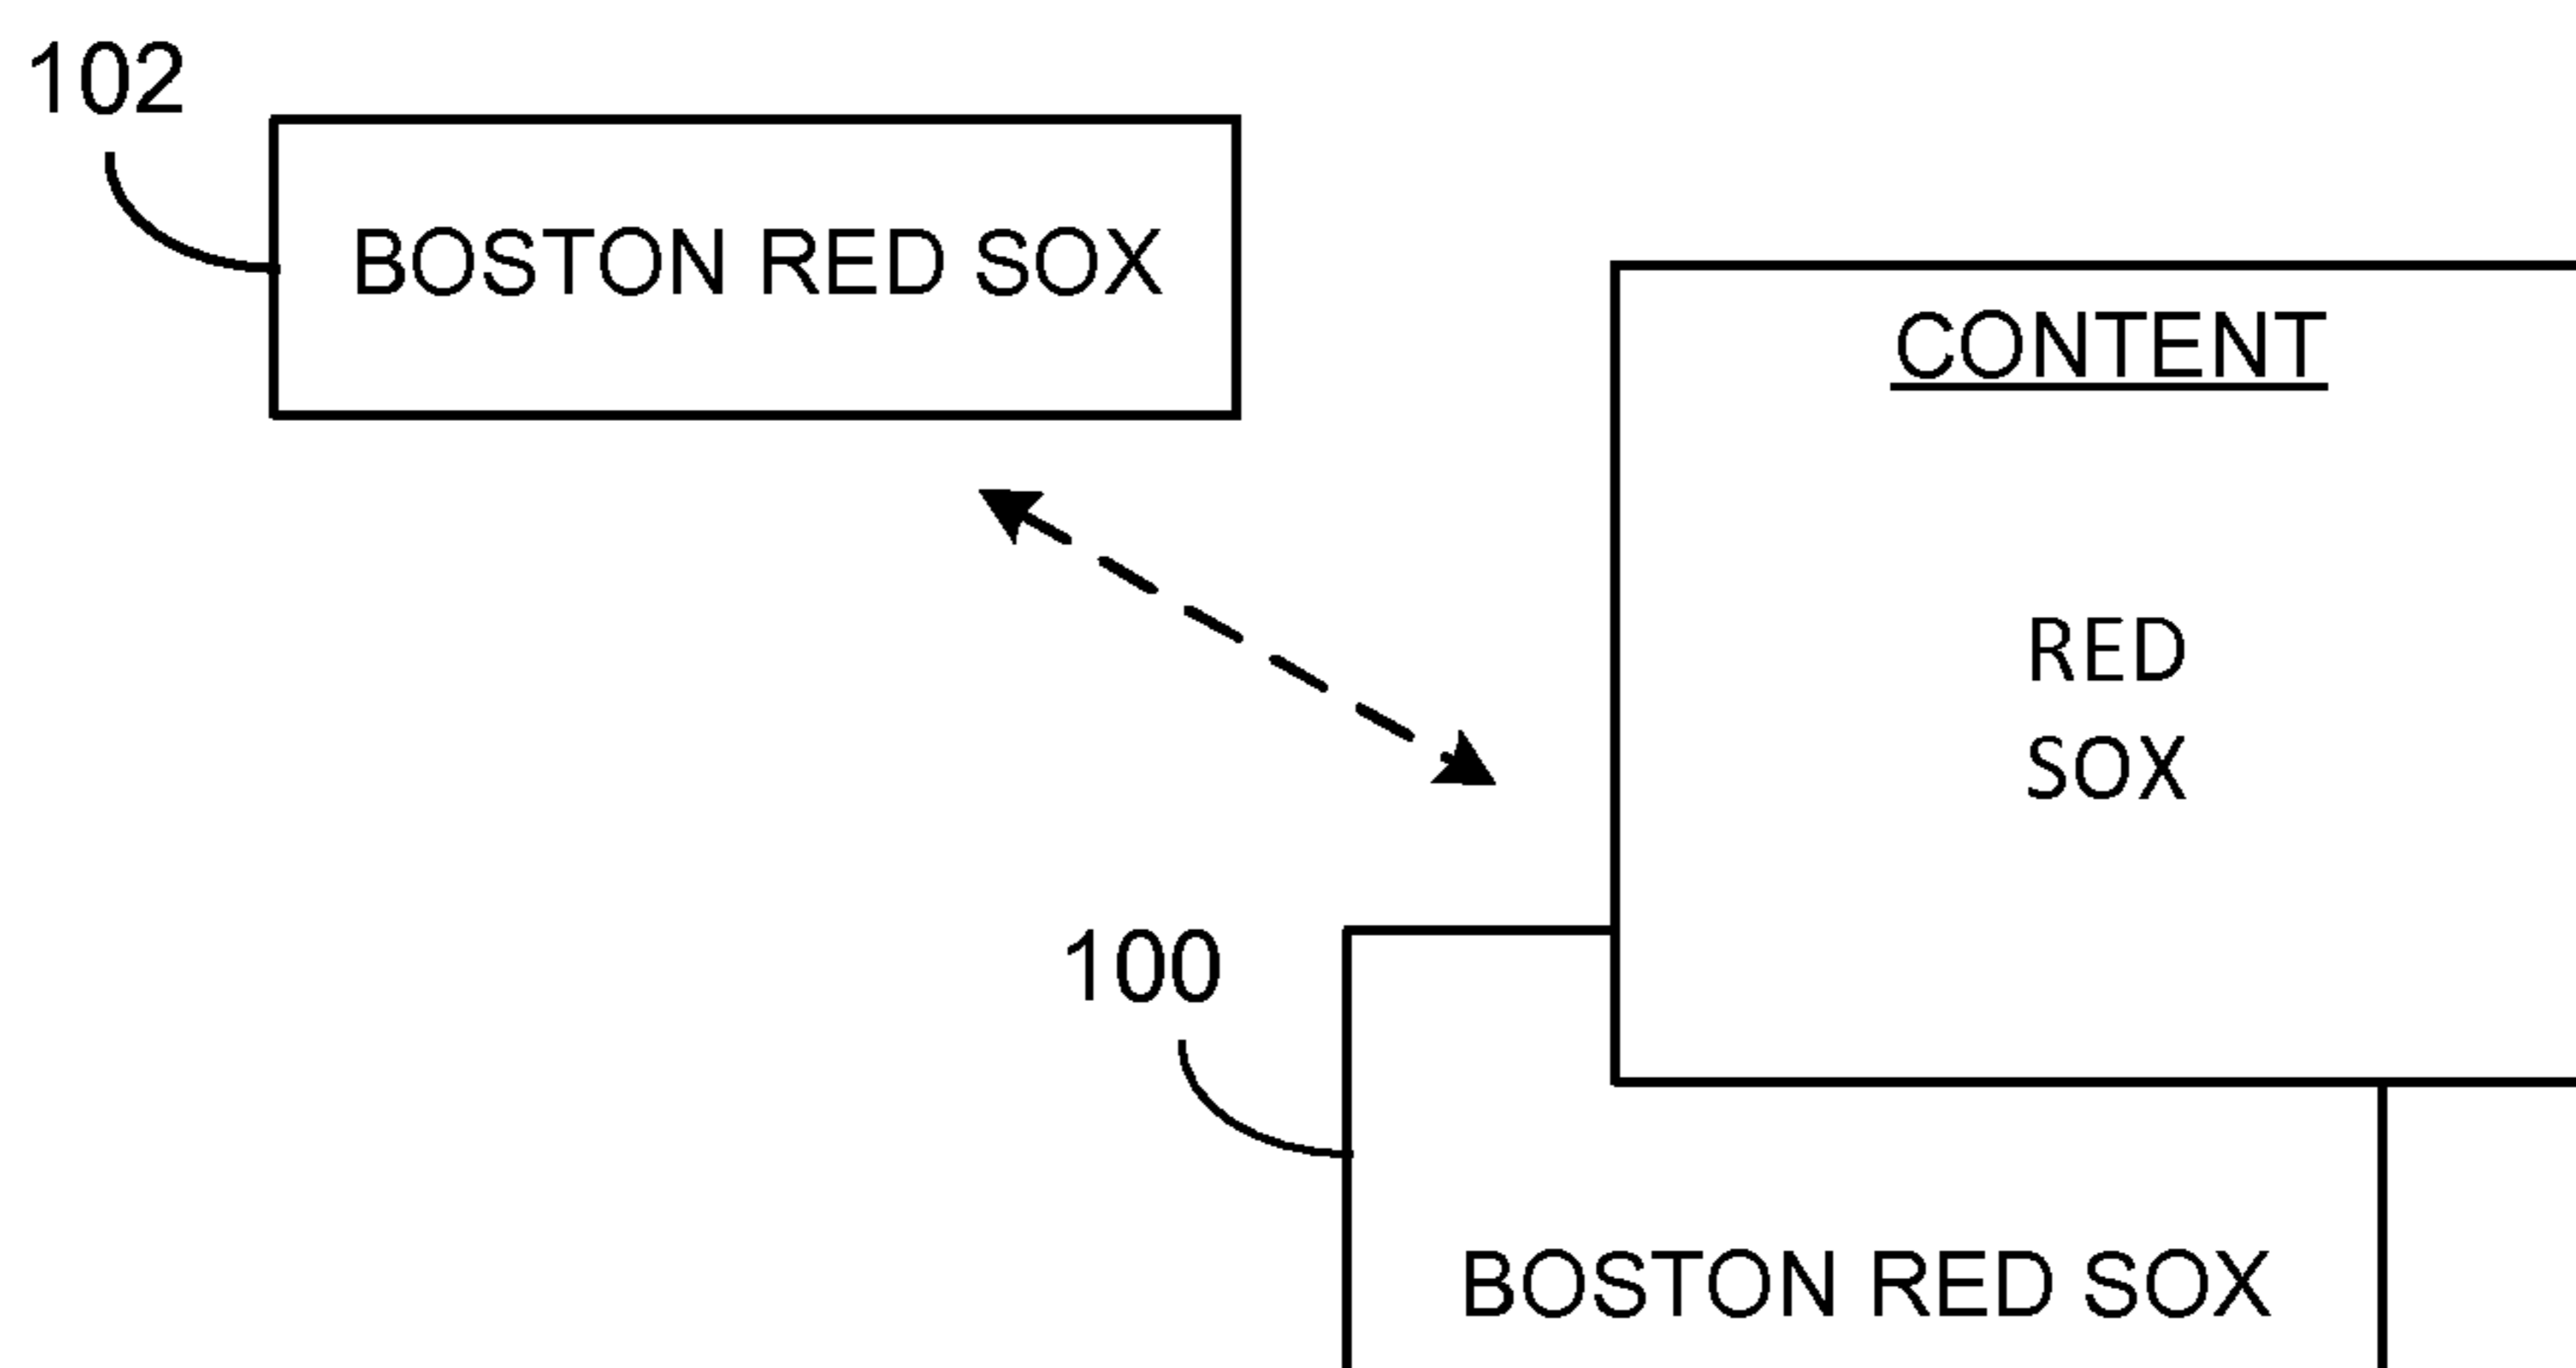 102
BOSTON RED SOX
CONTENT
RED
SOX
100
BOSTON RED SOX